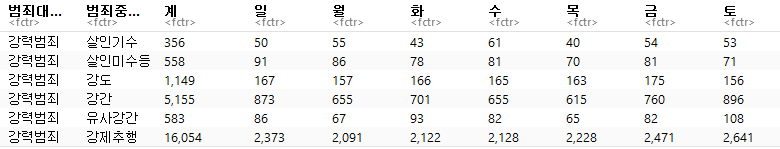 범죄대... 범죄중... 계 일 월 화 수 목 금 토
<fctr> <fctr> <fctr> <fctr> <fctr> <fctr> <fctr> <fctr> <fctr> <fctr>
강력범죄 살인기수 356 50 55 43 61 40 54 53
강력범죄 살인미수등 558 91 86 78 81 70 81 71
강력범죄 강도 1,149 167 157 166 165 163 175 156
강력범죄 강간 5,155 873 655 701 655 615 760 896
강력범죄 유사강간 583 86 67 93 82 65 82 108
강력범죄 강제추행 16,054 2,373 2,091 2,122 2,128 2,228 2,471 2,641